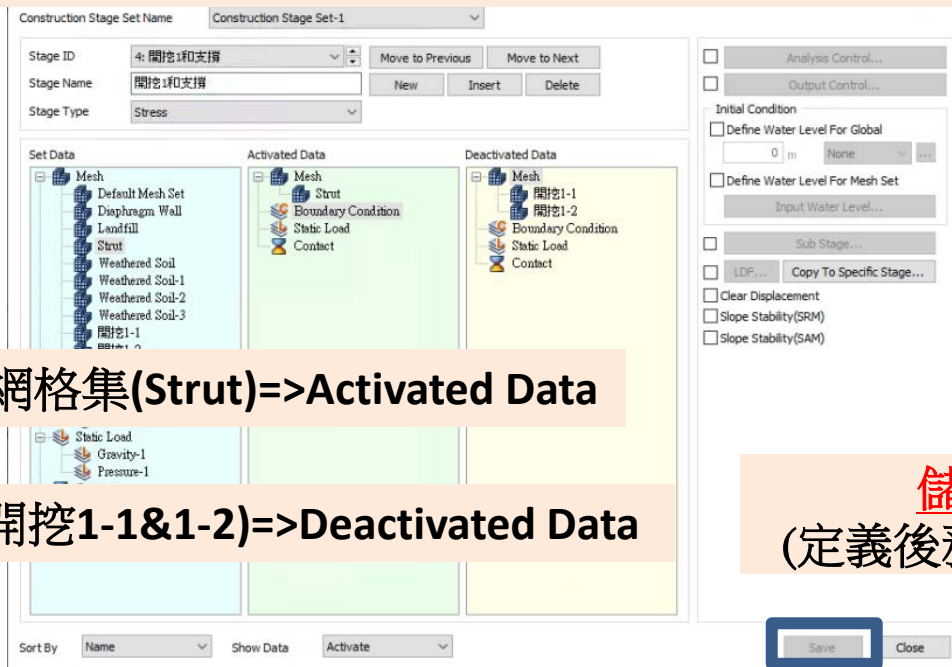 Construction Stage Set Name Construction Stage Set-1
Stage ID 4: 開挖1和支撐 Move to Previous Move to Next
Stage Name 開挖1和支撐 New Insert Delete
Stage Type Stress
Set Data
Mesh
Default Mesh Set
Diaphragm Wall
Landfill
Strut
Weathered Soil
Weathered Soil-1
Weathered Soil-2
Weathered Soil-3
開挖1-1
Static Load
Gravity-1
Pressure-1
Activated Data
Mesh
Strut
Boundary Condition
Static Load
Contact
Deactivated Data
Mesh
開挖1-1
開挖1-2
Boundary Condition
Static Load
Contact
Analysis Control...
Output Control...
Initial Condition
Define Water Level For Global
0 m None ...
Define Water Level For Mesh Set
Input Water Level...
Sub Stage...
LDF... Copy To Specific Stage...
Clear Displacement
Slope Stability(SRM)
Slope Stability(SAM)
網格集(Strut)=>Activated Data
開挖1-1&1-2)=>Deactivated Data
儲
(定義後
Sort By Name Show Data Activate Save Close